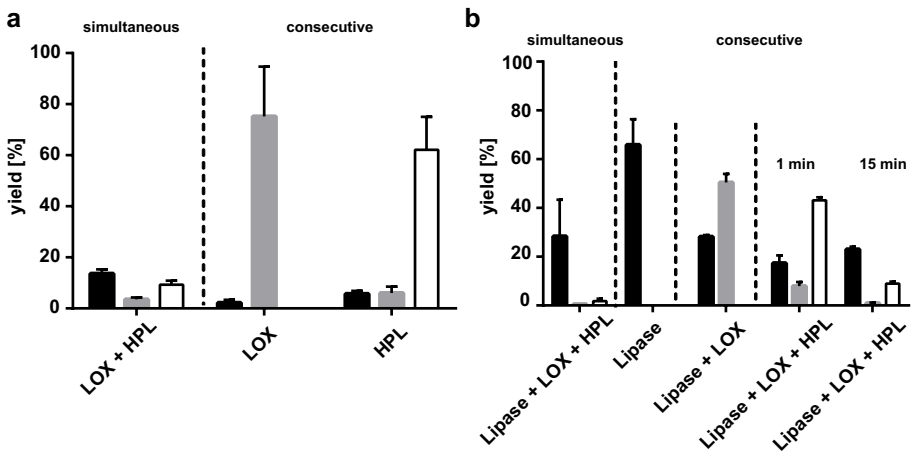 a
simultaneous
consecutive
yield [%]
100
80
60
40
20
0
LOX + HPL
LOX
HPL
b
simultaneous
consecutive
yield [%]
100
80
60
40
20
0
1 min
15 min
Lipase + LOX + HPL
Lipase
Lipase + LOX
Lipase + LOX + HPL
Lipase + LOX + HPL